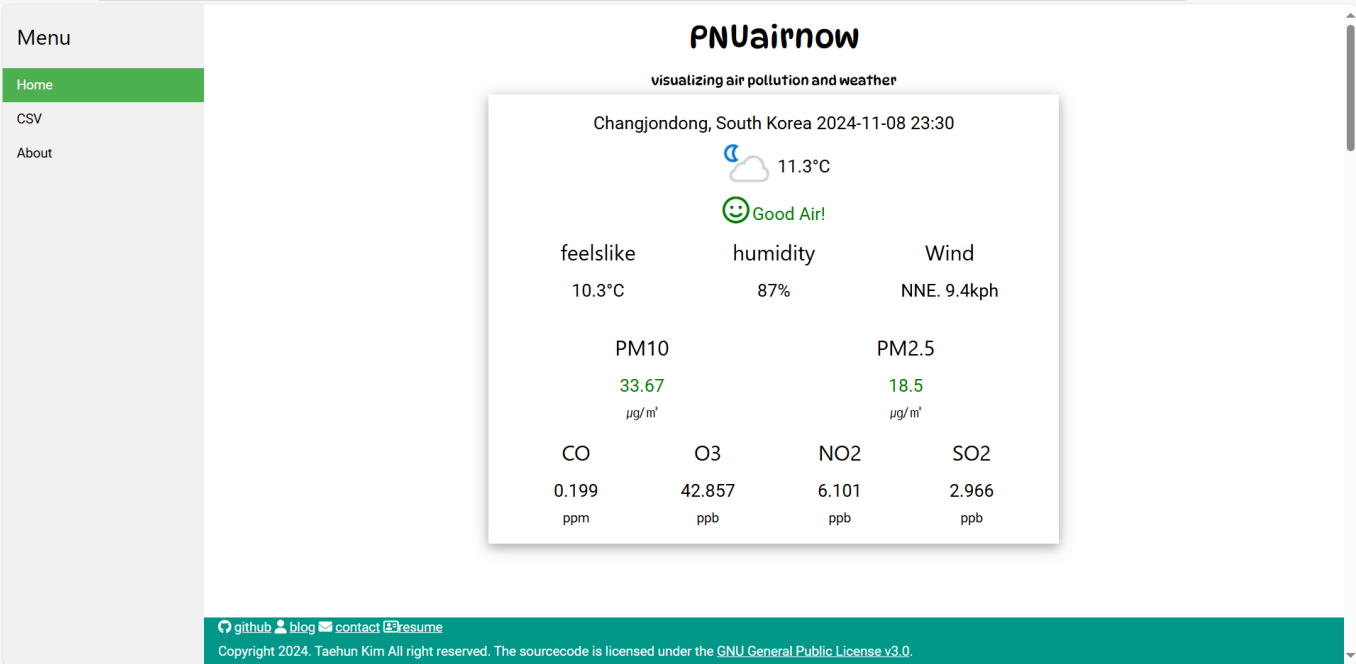 Menu
Home
CSV
About
PNUairnow
visualizing air pollution and weather
Changjondong, South Korea 2024-11-08 23:30
11.3°C
Good Air!
feelslike humidity Wind
10.3°C 87% NNE. 9.4kph
PM10 PM2.5
33.67 18.5
㎍/㎥ ㎍/㎥
CO O3 NO2 SO2
0.199 42.857 6.101 2.966
ppm ppb ppb ppb
github blog contact resume
Copyright 2024. Taehun Kim All right reserved. The sourcecode is licensed under the GNU General Public License v3.0.